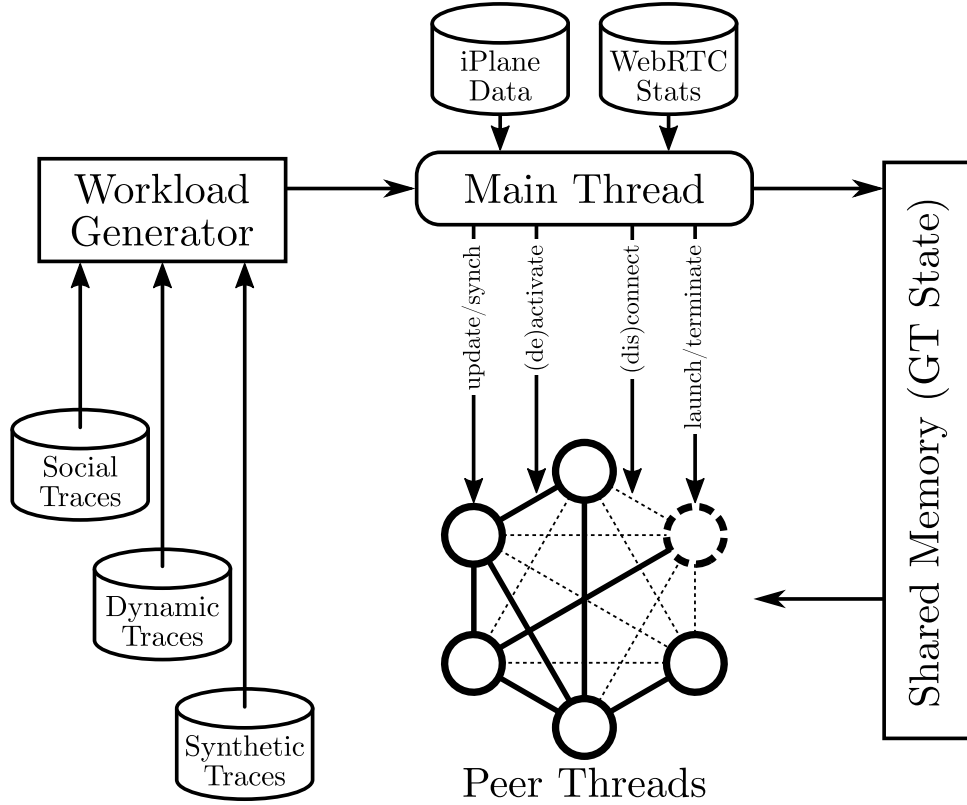 iPlane
Data
WebRTC
Stats
Workload
Generator
Main Thread
update/synch
(de)activate
(dis)connect
launch/terminate
Shared Memory (GT State)
Social
Traces
Dynamic
Traces
Synthetic
Traces
Peer Threads